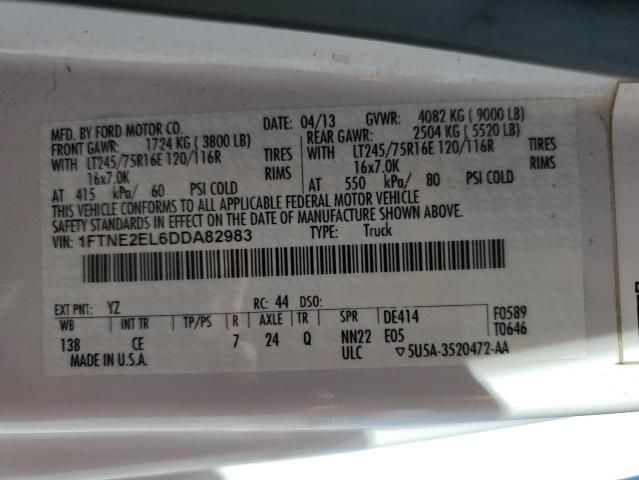 MFD. BY FORD MOTOR CO. DATE: 04/13 GVWR: 4082 KG ( 9000 LB)
FRONT GAWR: 1724 KG ( 3800 LB) REAR GAWR: 2504 KG ( 5520 LB)
WITH LT245/75R16E 120/116R TIRES WITH LT245/75R16E 120/116R TIRES
16x7.0K RIMS 16x7.0K RIMS
AT 415 kPa/ 60 PSI COLD AT 550 kPa/ 80 PSI COLD
THIS VEHICLE CONFORMS TO ALL APPLICABLE FEDERAL MOTOR VEHICLE
SAFETY STANDARDS IN EFFECT ON THE DATE OF MANUFACTURE SHOWN ABOVE.
VIN: 1FTNE2EL6DDA82983 TYPE: Truck
EXT PNT: YZ RC: 44 DSO:
WB INT TR TP/PS R AXLE TR SPR DE414 F0589
138 CE 7 24 Q NN22 E05 T0646
MADE IN U.S.A. ULC ▽5U5A-3520472-AA